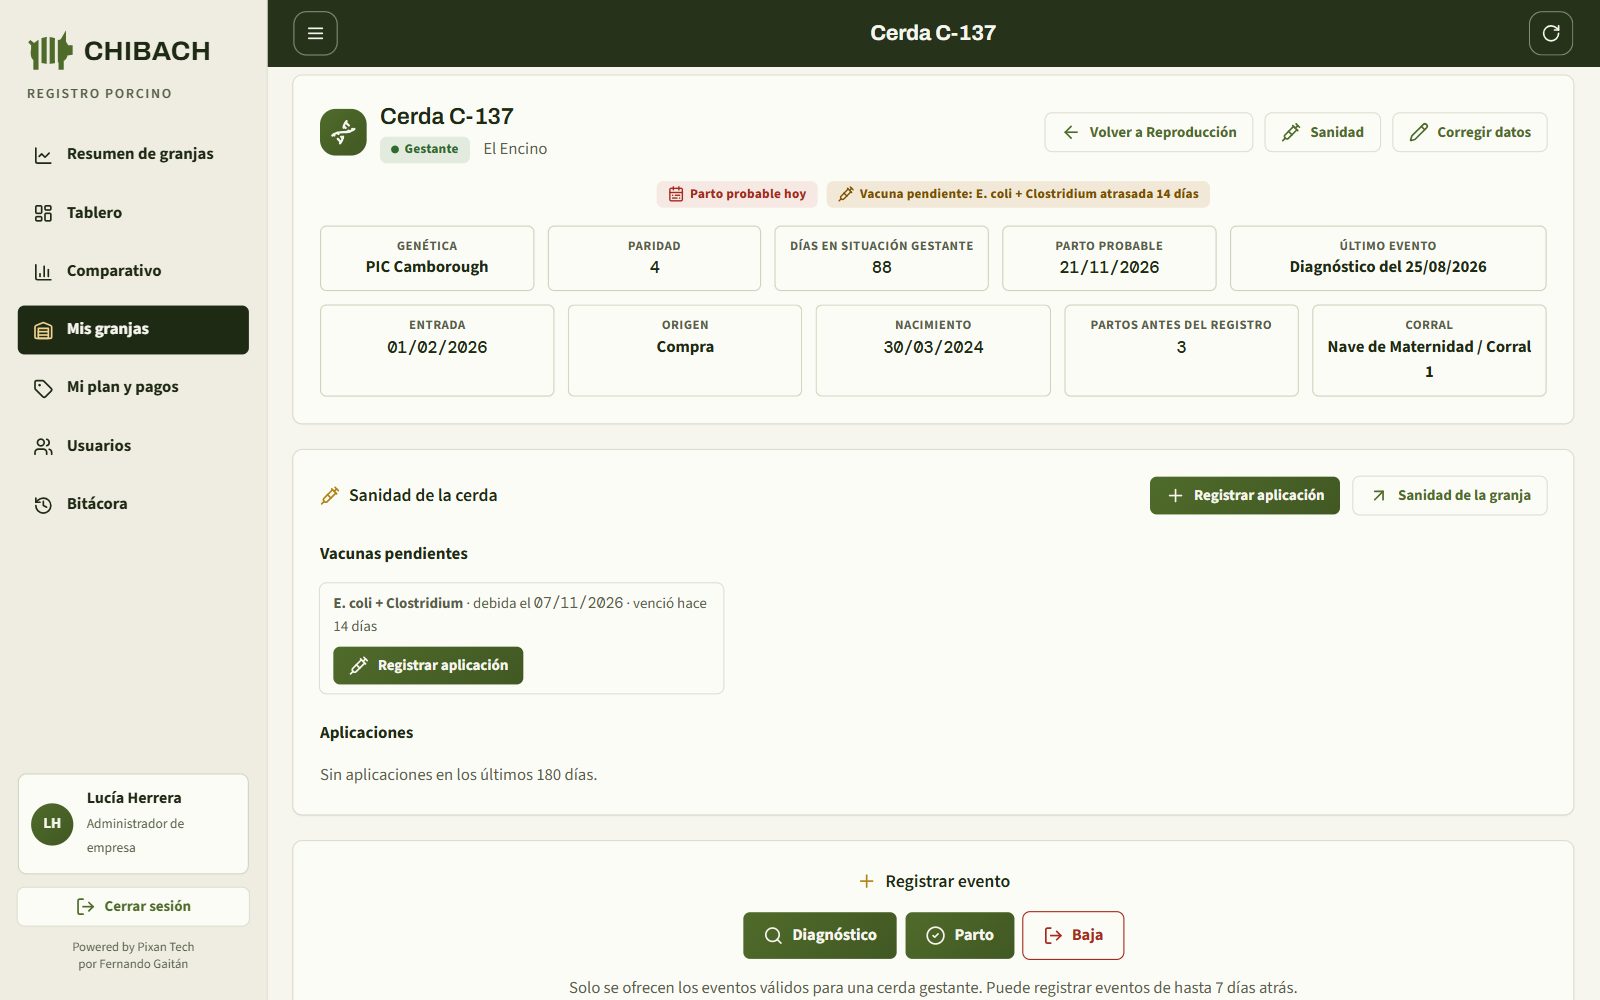 CHIBACH
REGISTRO PORCINO
Resumen de granjas
Tablero
Comparativo
Mis granjas
Mi plan y pagos
Usuarios
Bitácora
LH
Lucía Herrera
Administrador de
empresa
Cerrar sesión
Powered by Pixan Tech
por Fernando Gaitán
Cerda C-137
Cerda C-137
Gestante
El Encino
Volver a Reproducción
Sanidad
Corregir datos
Parto probable hoy
Vacuna pendiente: E. coli + Clostridium atrasada 14 días
GENÉTICA
PIC Camborough
PARIDAD
4
DÍAS EN SITUACIÓN GESTANTE
88
PARTO PROBABLE
21/11/2026
ÚLTIMO EVENTO
Diagnóstico del 25/08/2026
ENTRADA
01/02/2026
ORIGEN
Compra
NACIMIENTO
30/03/2024
PARTOS ANTES DEL REGISTRO
3
CORRAL
Nave de Maternidad / Corral
1
Sanidad de la cerda
Registrar aplicación
Sanidad de la granja
Vacunas pendientes
E. coli + Clostridium · debida el 07/11/2026 · venció hace
14 días
Registrar aplicación
Aplicaciones
Sin aplicaciones en los últimos 180 días.
Registrar evento
Diagnóstico
Parto
Baja
Solo se ofrecen los eventos válidos para una cerda gestante. Puede registrar eventos de hasta 7 días atrás.